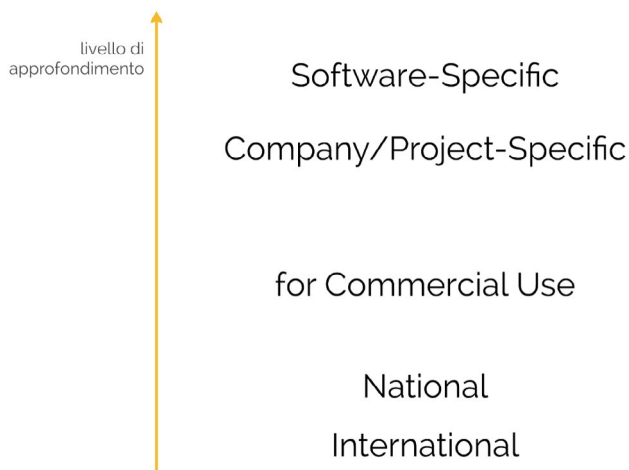 livello di
approfondimento
Software-Specific
Company/Project-Specific
for Commercial Use
National
International